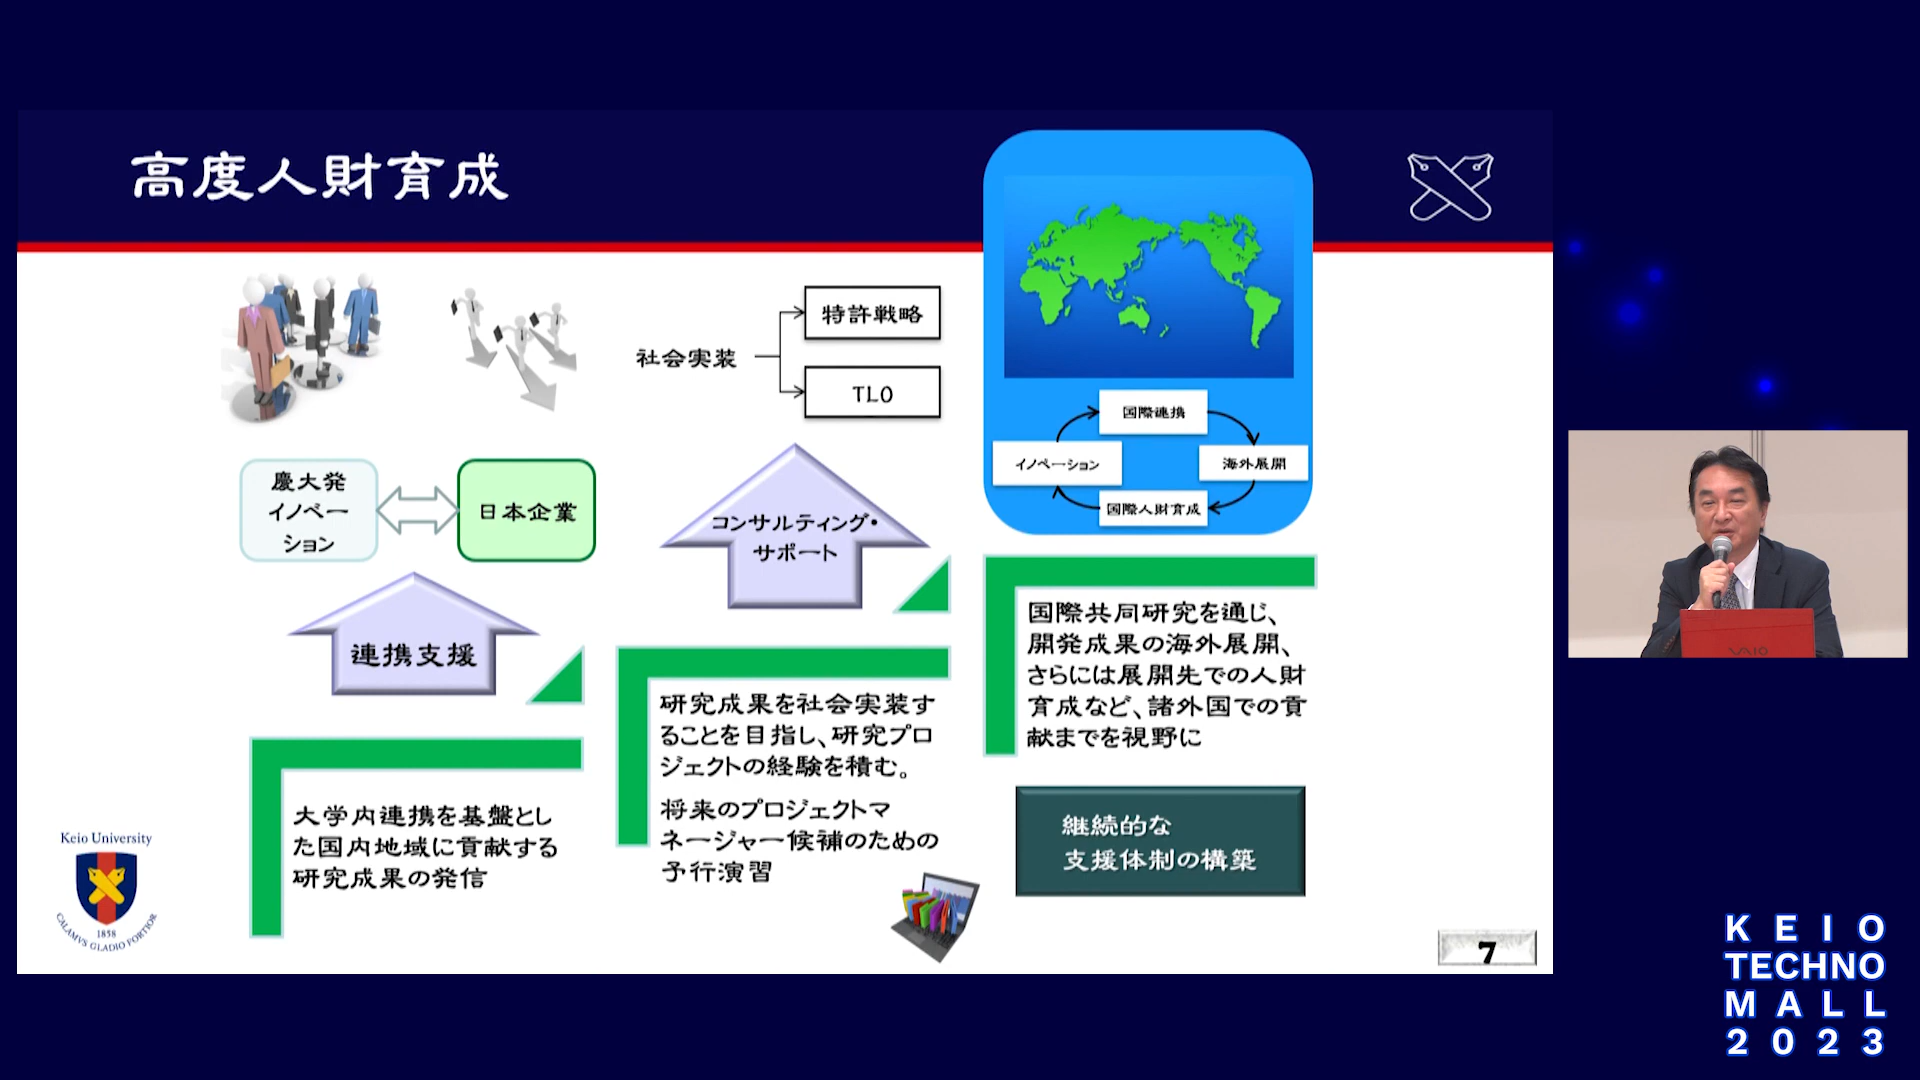 高度人財育成
慶大発
イノベー
ション
日本企業
連携支援
大学内連携を基盤とし
た国内地域に貢献する
研究成果の発信
社会実装
特許戦略
TLO
コンサルティング・
サポート
研究成果を社会実装す
ることを目指し、研究プロ
ジェクトの経験を積む。
将来のプロジェクトマ
ネージャー候補のための
予行演習
国際連携
イノベーション
海外展開
国際人財育成
国際共同研究を通じ、
開発成果の海外展開、
さらには展開先での人財
育成など、諸外国での貢
献までを視野に
継続的な
支援体制の構築
Keio University
1858
CALAMVS GLADIO FORTIOR
7
VAIO
KEIO
TECHNO
MALL
2023